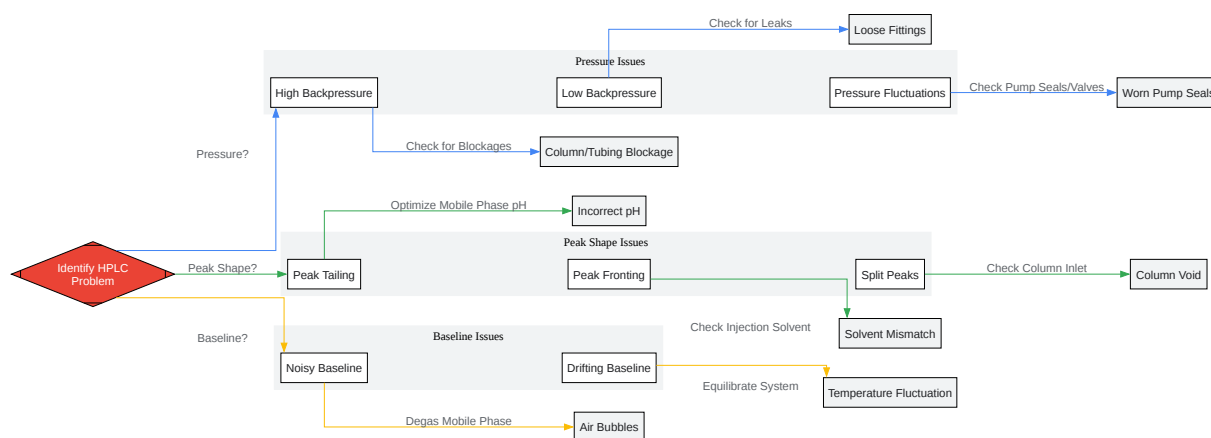 Check for Leaks
Loose Fittings
Pressure Issues
High Backpressure
Low Backpressure
Pressure Fluctuations
Check Pump Seals/Valves
Worn Pump Seals
Pressure?
Check for Blockages
Column/Tubing Blockage
Optimize Mobile Phase pH
Incorrect pH
Peak Shape Issues
Identify HPLC
Problem
Peak Shape?
Peak Tailing
Peak Fronting
Split Peaks
Check Column Inlet
Column Void
Baseline?
Baseline Issues
Check Injection Solvent
Solvent Mismatch
Noisy Baseline
Drifting Baseline
Equilibrate System
Temperature Fluctuation
Degas Mobile Phase
Air Bubbles